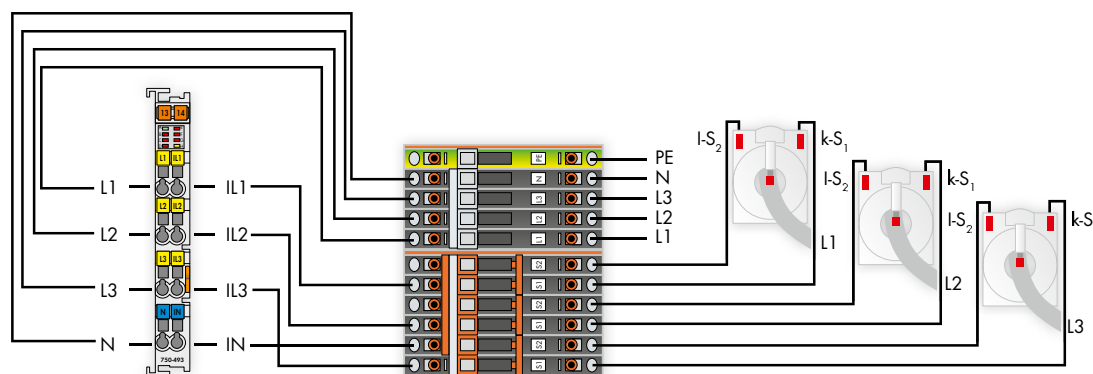 13 14
L1 IL1
L2 IL2
L3 IL3
N IN
750-493
L1 IL1
L2 IL2
L3 IL3
N IN
PE
N
L3
L2
L1
S2
S1
S2
S1
S2
S1
PE
N
L3
L2
L1
l-S2 k-S1
L1
l-S2 k-S1
L2
l-S2 k-S
L3